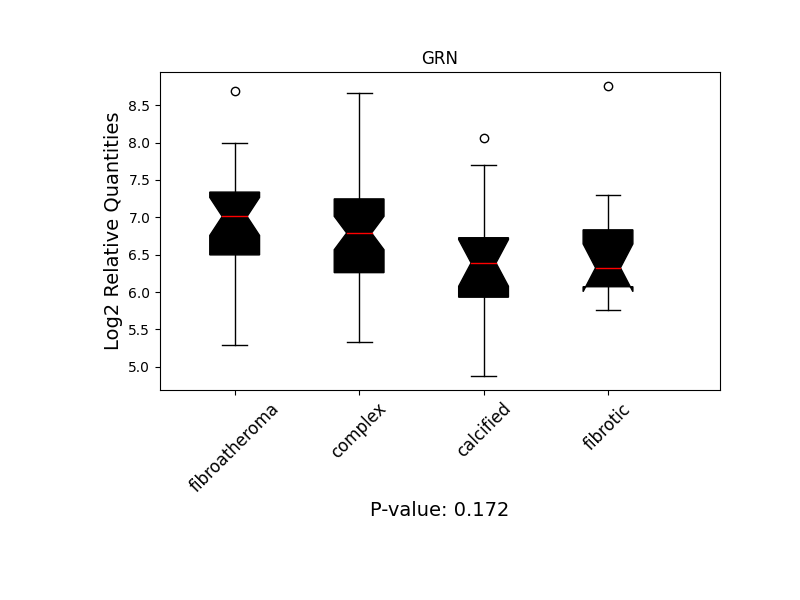 GRN
Log2 Relative Quantities
8.5
8.0
7.5
7.0
6.5
6.0
5.5
5.0
fibroatheroma
complex
calcified
fibrotic
P-value: 0.172